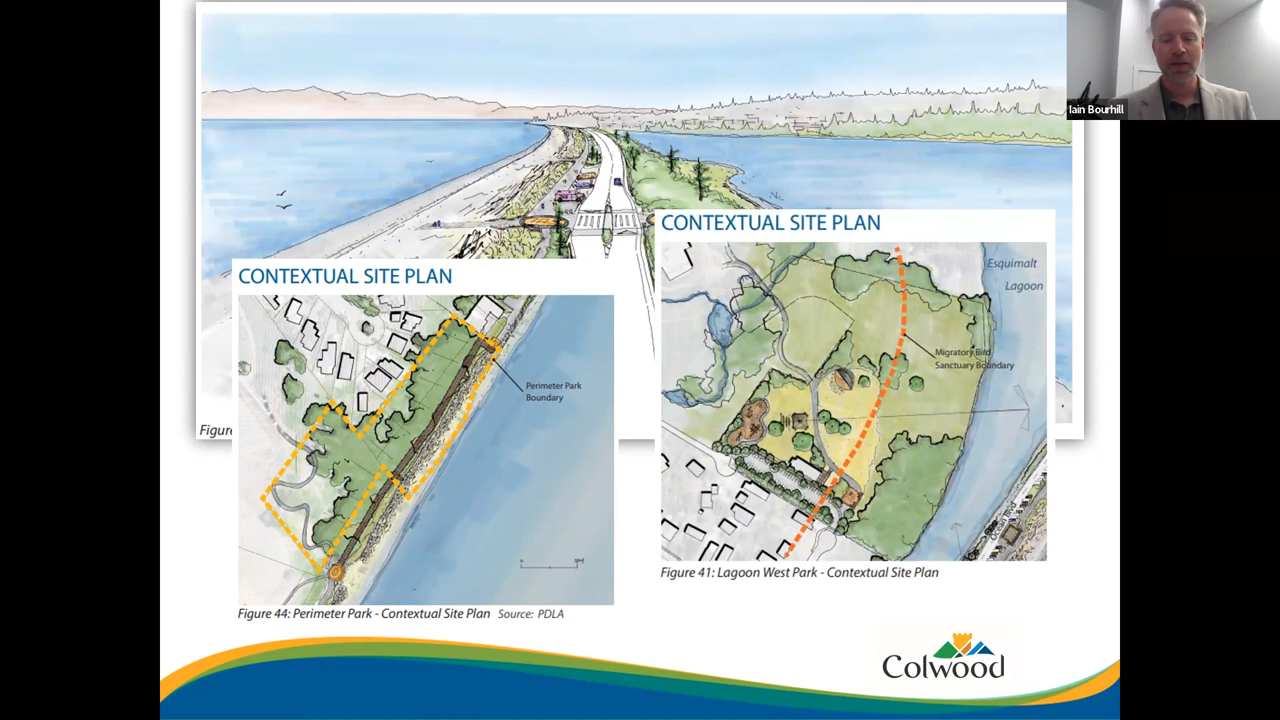 Iain Bourhill
CONTEXTUAL SITE PLAN
Esquimalt
Lagoon
Migratory Bird
Sanctuary Boundary
Figure 41: Lagoon West Park - Contextual Site Plan
CONTEXTUAL SITE PLAN
Perimeter Park
Boundary
Figure 44: Perimeter Park - Contextual Site Plan Source: PDLA
Figure
Colwood